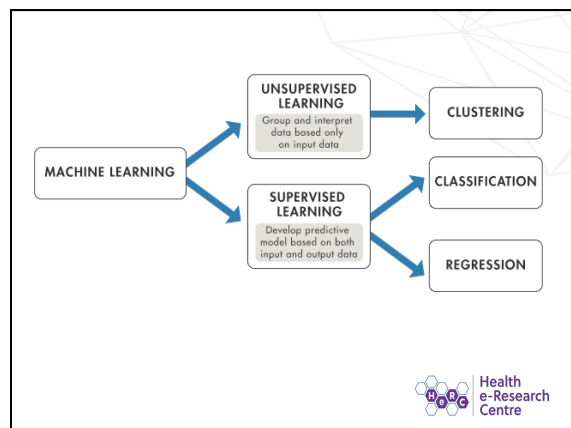 MACHINE LEARNING
UNSUPERVISED
LEARNING
Group and interpret
data based only
on input data
SUPERVISED
LEARNING
Develop predictive
model based on both
input and output data
CLUSTERING
CLASSIFICATION
REGRESSION
HeRC
Health
e-Research
Centre